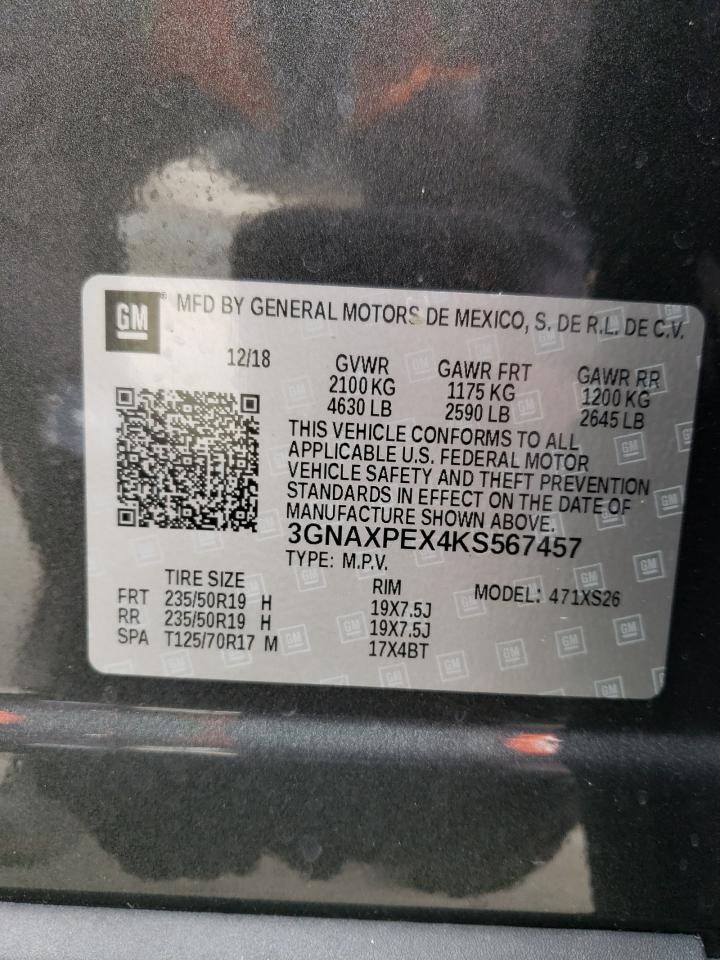 GM ® MFD BY GENERAL MOTORS DE MEXICO, S. DE R.L. DE C.V.
12/18 GVWR GAWR FRT GAWR RR
2100 KG 1175 KG 1200 KG
4630 LB 2590 LB 2645 LB
THIS VEHICLE CONFORMS TO ALL
APPLICABLE U.S. FEDERAL MOTOR
VEHICLE SAFETY AND THEFT PREVENTION
STANDARDS IN EFFECT ON THE DATE OF
MANUFACTURE SHOWN ABOVE.
3GNAXPEX4KS567457
TYPE: M.P.V.
TIRE SIZE RIM MODEL: 471XS26
FRT 235/50R19 H 19X7.5J
RR 235/50R19 H 19X7.5J
SPA T125/70R17 M 17X4BT